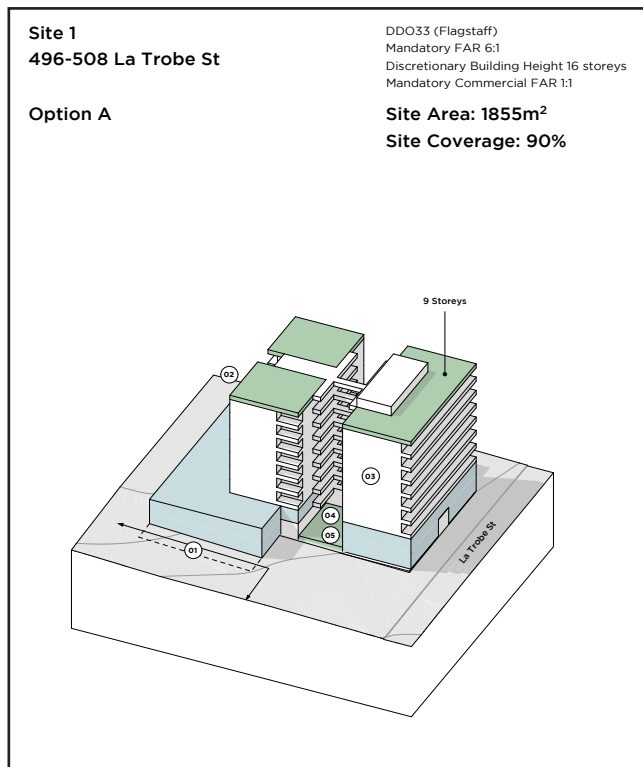 Site 1
496-508 La Trobe St
Option A
DDO33 (Flagstaff)
Mandatory FAR 6:1
Discretionary Building Height 16 storeys
Mandatory Commercial FAR 1:1
Site Area: 1855m²
Site Coverage: 90%
9 Storeys
02
03
04
05
01
La Trobe St